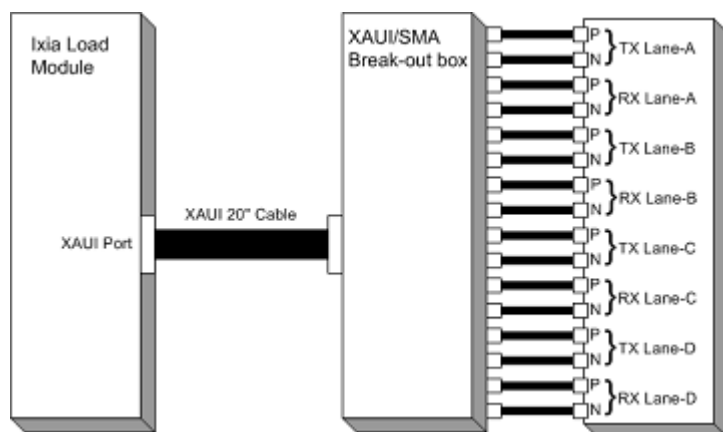 Ixia Load
Module
XAUI Port
XAUI 20" Cable
XAUI/SMA
Break-out box
P
N
TX Lane-A
P
N
RX Lane-A
P
N
TX Lane-B
P
N
RX Lane-B
P
N
TX Lane-C
P
N
RX Lane-C
P
N
TX Lane-D
P
N
RX Lane-D